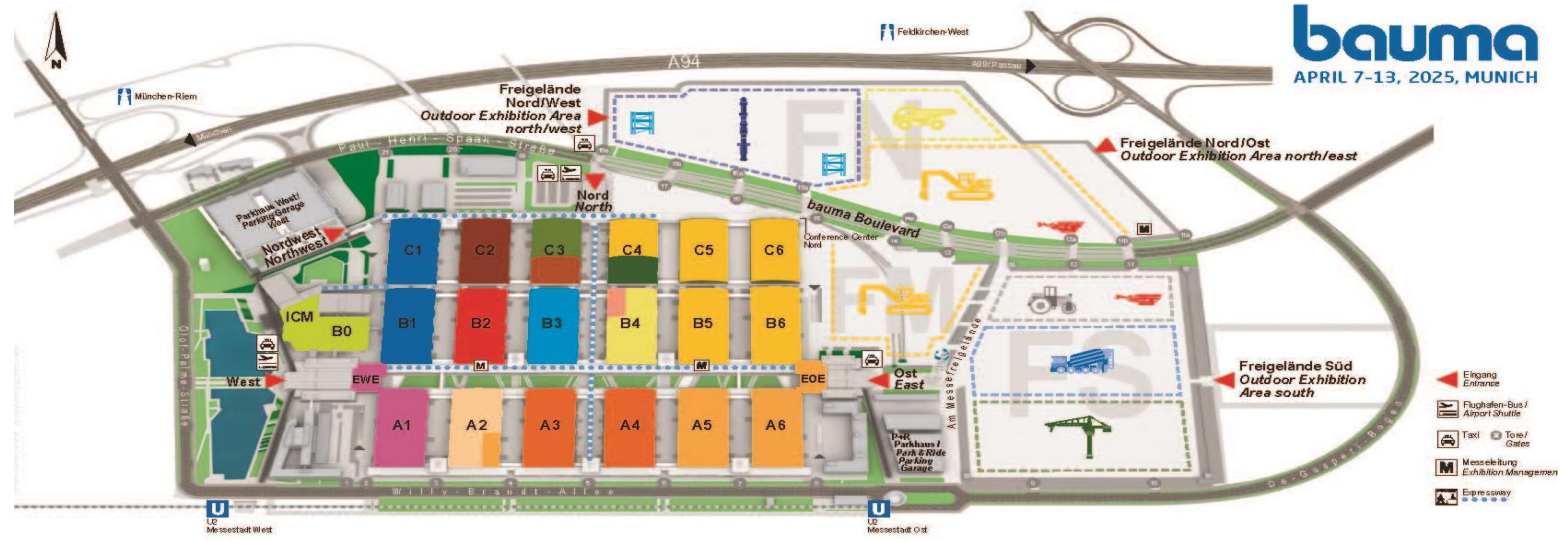 bauma
APRIL 7-13, 2025, MUNICH
N
Feldkirchen-West
A94
A99/Passau
München-Riem
München
Paul-Henri-Spaak-Straße
Freigelände
Nord/West
Outdoor Exhibition Area
north/west
Freigelände Nord/Ost
Outdoor Exhibition Area north/east
FN
FM
FS
Parkhaus West/
Parking Garage
West
Nordwest
Northwest
Nord
North
bauma Boulevard
Conference Center
Nord
C1
C2
C3
C4
C5
C6
ICM
B0
B1
B2
B3
B4
B5
B6
M
M
M
EWE
EOE
West
Ost
East
A1
A2
A3
A4
A5
A6
Olof-Palme-Straße
Am Messefreigelände
P+R
Parkhaus /
Park & Ride
Parking
Garage
Freigelände Süd
Outdoor Exhibition
Area south
Willy-Brandt-Allee
De-Gasperi-Bogen
U
U2
Messestadt West
U
U2
Messestadt Ost
Eingang
Entrance
Flughafen-Bus /
Airport Shuttle
Taxi
Tore/
Gates
M
Messeleitung
Exhibition Managemen
Expressway